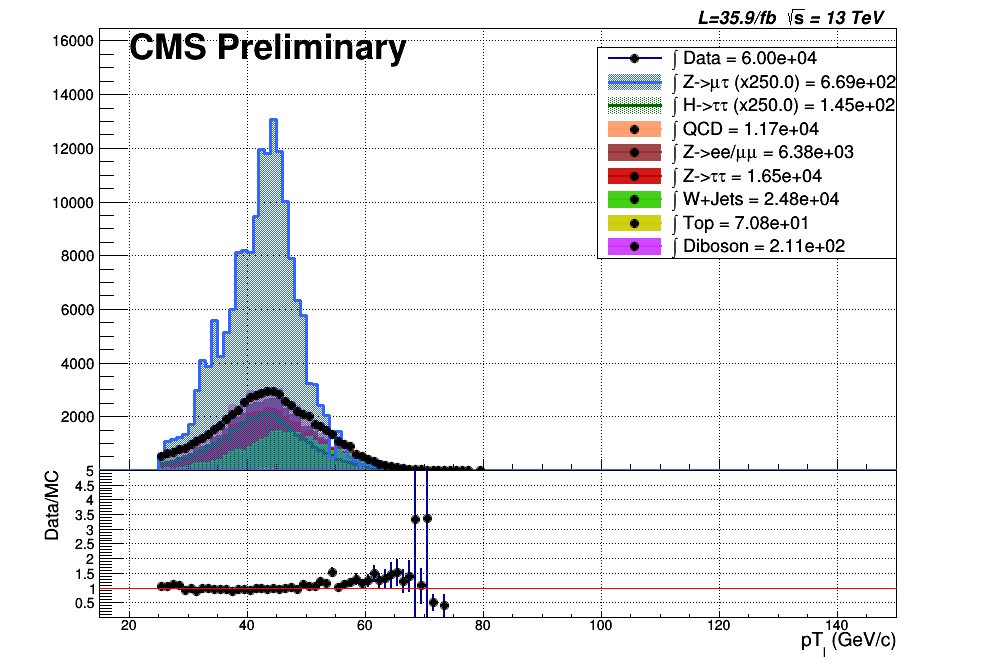 L=35.9/fb √s = 13 TeV
CMS Preliminary
16000
14000
12000
10000
8000
6000
4000
2000
∫ Data = 6.00e+04
∫ Z->μτ (x250.0) = 6.69e+02
∫ H->ττ (x250.0) = 1.45e+02
∫ QCD = 1.17e+04
∫ Z->ee/μμ = 6.38e+03
∫ Z->ττ = 1.65e+04
∫ W+Jets = 2.48e+04
∫ Top = 7.08e+01
∫ Diboson = 2.11e+02
Data/MC
5
4.5
4
3.5
3
2.5
2
1.5
1
0.5
20 40 60 80 100 120 140
pT_l (GeV/c)